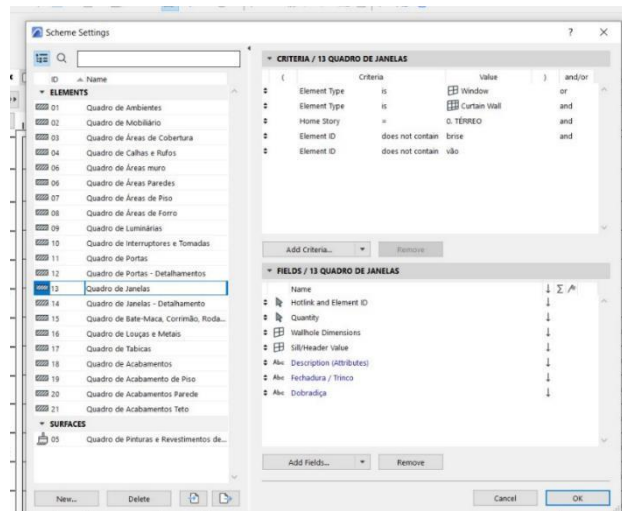 Scheme Settings
? ×
ID Name
ELEMENTS
01 Quadro de Ambientes
02 Quadro de Mobiliário
03 Quadro de Áreas de Cobertura
04 Quadro de Calhas e Rufos
06 Quadro de Áreas muro
06 Quadro de Áreas Paredes
07 Quadro de Áreas de Piso
08 Quadro de Áreas de Forro
09 Quadro de Luminárias
10 Quadro de Interruptores e Tomadas
11 Quadro de Portas
12 Quadro de Portas - Detalhamentos
13 Quadro de Janelas
14 Quadro de Janelas - Detalhamento
15 Quadro de Bate-Maca, Corrimão, Roda...
16 Quadro de Louças e Metais
17 Quadro de Tabicas
18 Quadro de Acabamentos
19 Quadro de Acabamento de Piso
20 Quadro de Acabamentos Parede
21 Quadro de Acabamentos Teto
SURFACES
05 Quadro de Pinturas e Revestimentos de...
New... Delete
CRITERIA / 13 QUADRO DE JANELAS
( Criteria Value ) and/or
Element Type is Window or
Element Type is Curtain Wall and
Home Story = 0. TÉRREO and
Element ID does not contain brise and
Element ID does not contain vão
Add Criteria... Remove
FIELDS / 13 QUADRO DE JANELAS
Name
Hotlink and Element ID
Quantity
Wallhole Dimensions
Sill/Header Value
Abc Description (Attributes)
Abc Fechadura / Trinco
Abc Dobradiça
Add Fields... Remove
Cancel OK